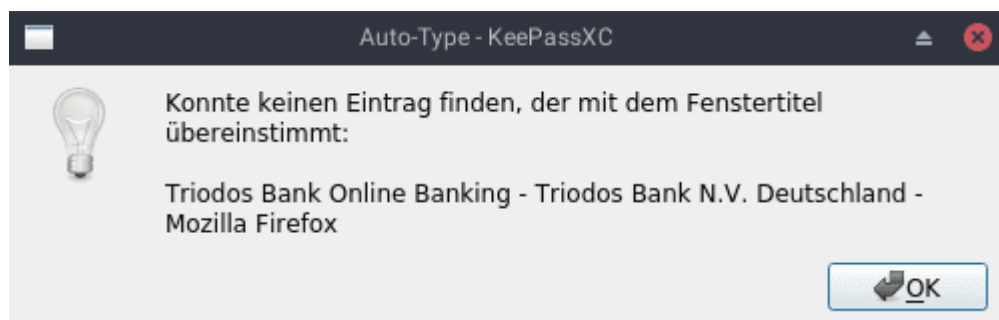 Auto-Type - KeePassXC
Konnte keinen Eintrag finden, der mit dem Fenstertitel
übereinstimmt:
Triodos Bank Online Banking - Triodos Bank N.V. Deutschland -
Mozilla Firefox
OK